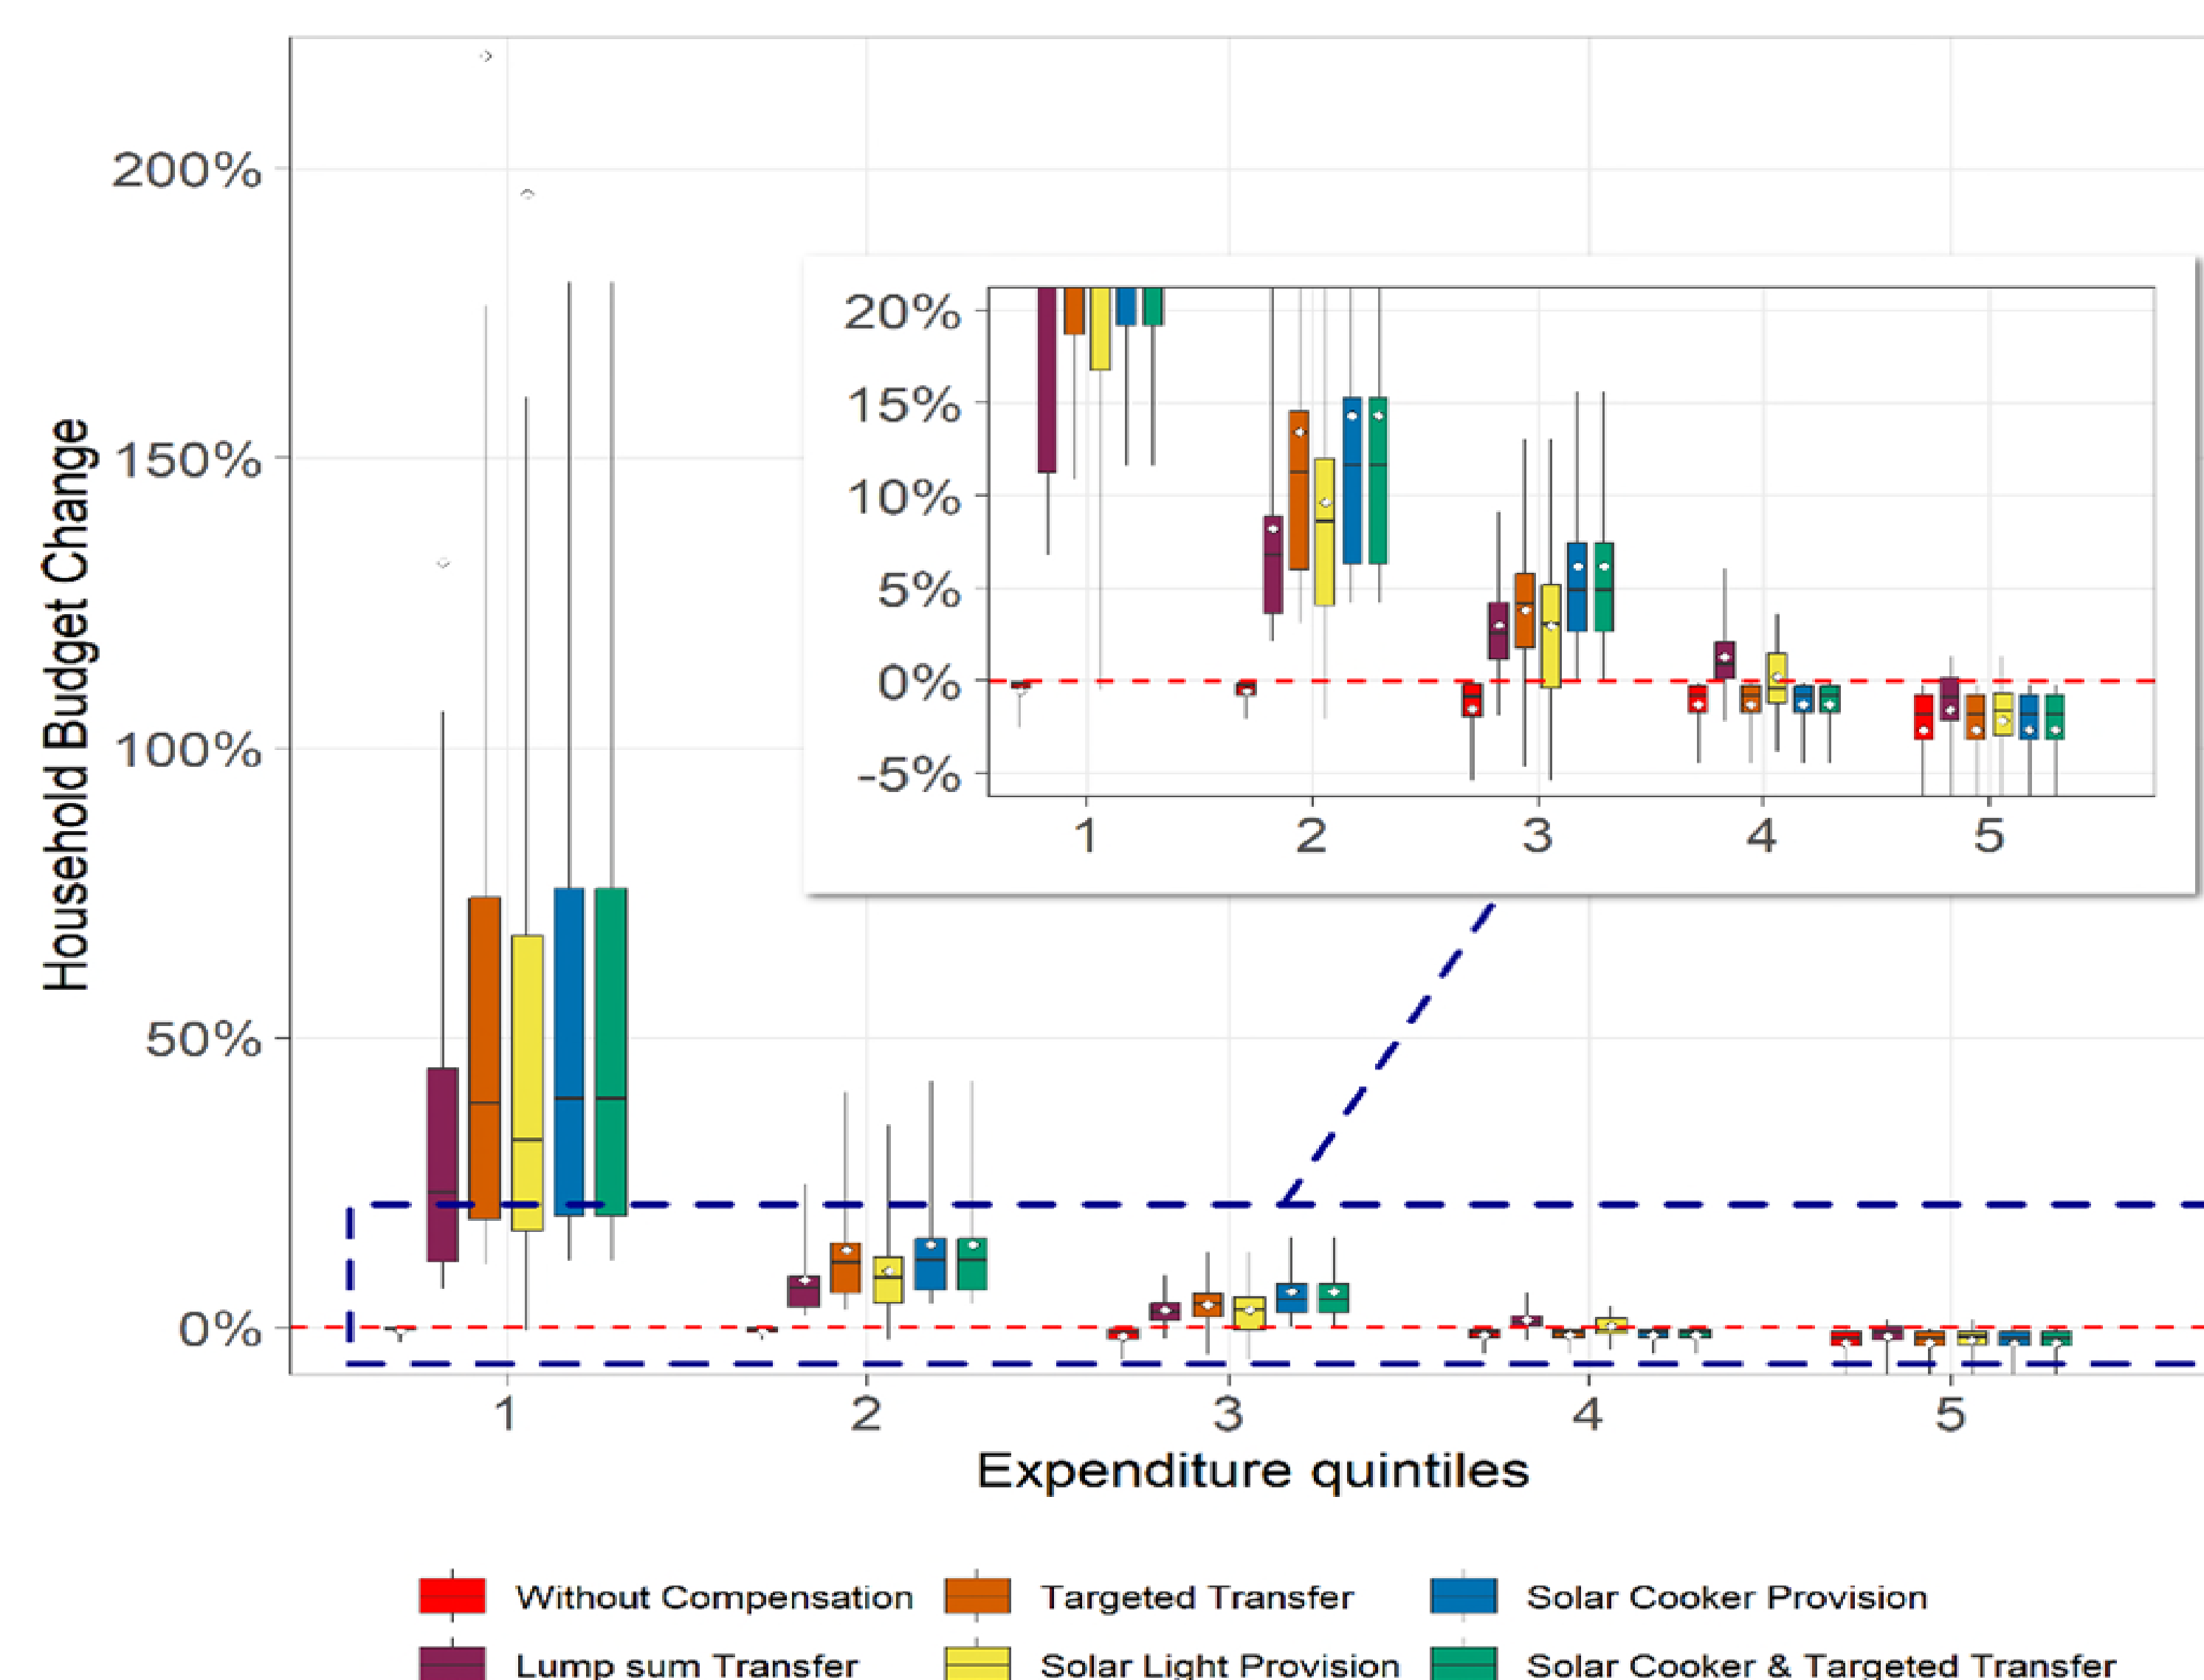 200%
150%
100%
50%
0%
Household Budget Change
20%
15%
10%
5%
0%
-5%
1 2 3 4 5
1 2 3 4 5
Expenditure quintiles
Without Compensation Targeted Transfer Solar Cooker Provision
Lump sum Transfer Solar Light Provision Solar Cooker & Targeted Transfer